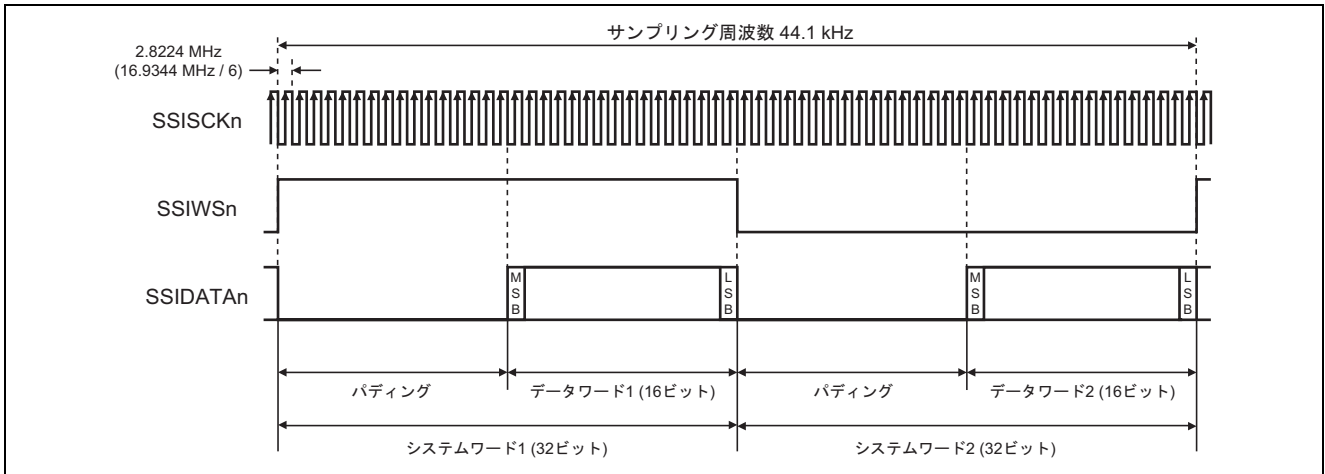 サンプリング周波数 44.1 kHz
2.8224 MHz
(16.9344 MHz / 6)
SSISCKn
SSIWSn
SSIDATAn
MSB
LSB
MSB
LSB
パディング
データワード1 (16ビット)
パディング
データワード2 (16ビット)
システムワード1 (32ビット)
システムワード2 (32ビット)